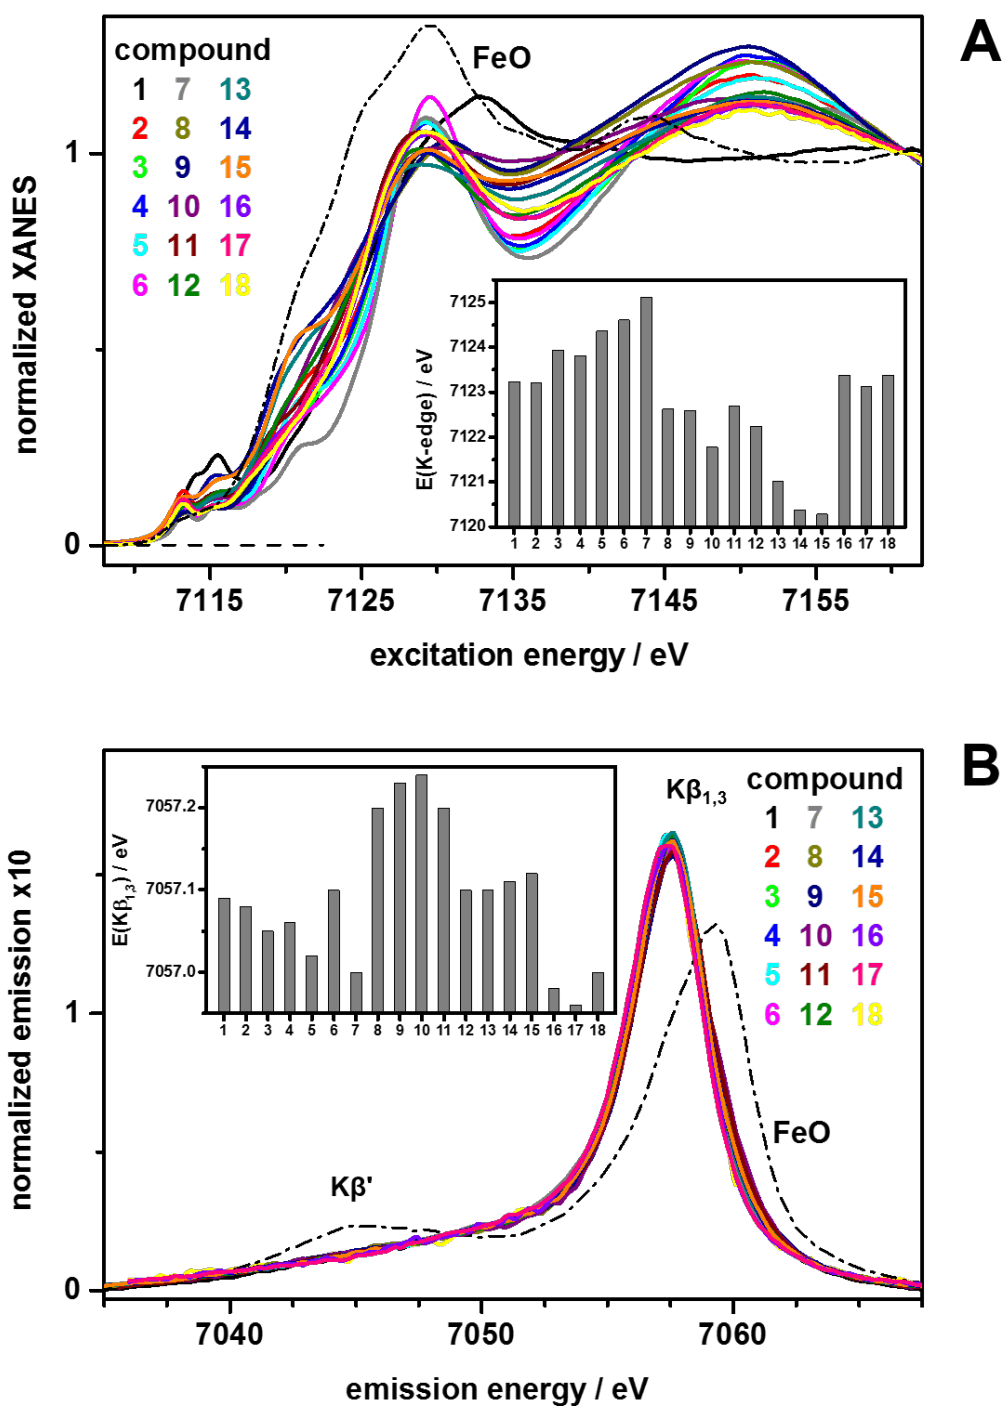 A
compound
1 7 13
2 8 14
3 9 15
4 10 16
5 11 17
6 12 18
FeO
normalized XANES
1
0
E(K-edge) / eV
7125
7124
7123
7122
7121
7120
1 2 3 4 5 6 7 8 9 10 11 12 13 14 15 16 17 18
7115 7125 7135 7145 7155
excitation energy / eV
B
compound
1 7 13
2 8 14
3 9 15
4 10 16
5 11 17
6 12 18
Kβ1,3
E(Kβ1,3) / eV
7057.2
7057.1
7057.0
1 2 3 4 5 6 7 8 9 10 11 12 13 14 15 16 17 18
normalized emission x10
1
0
Kβ'
FeO
7040 7050 7060
emission energy / eV